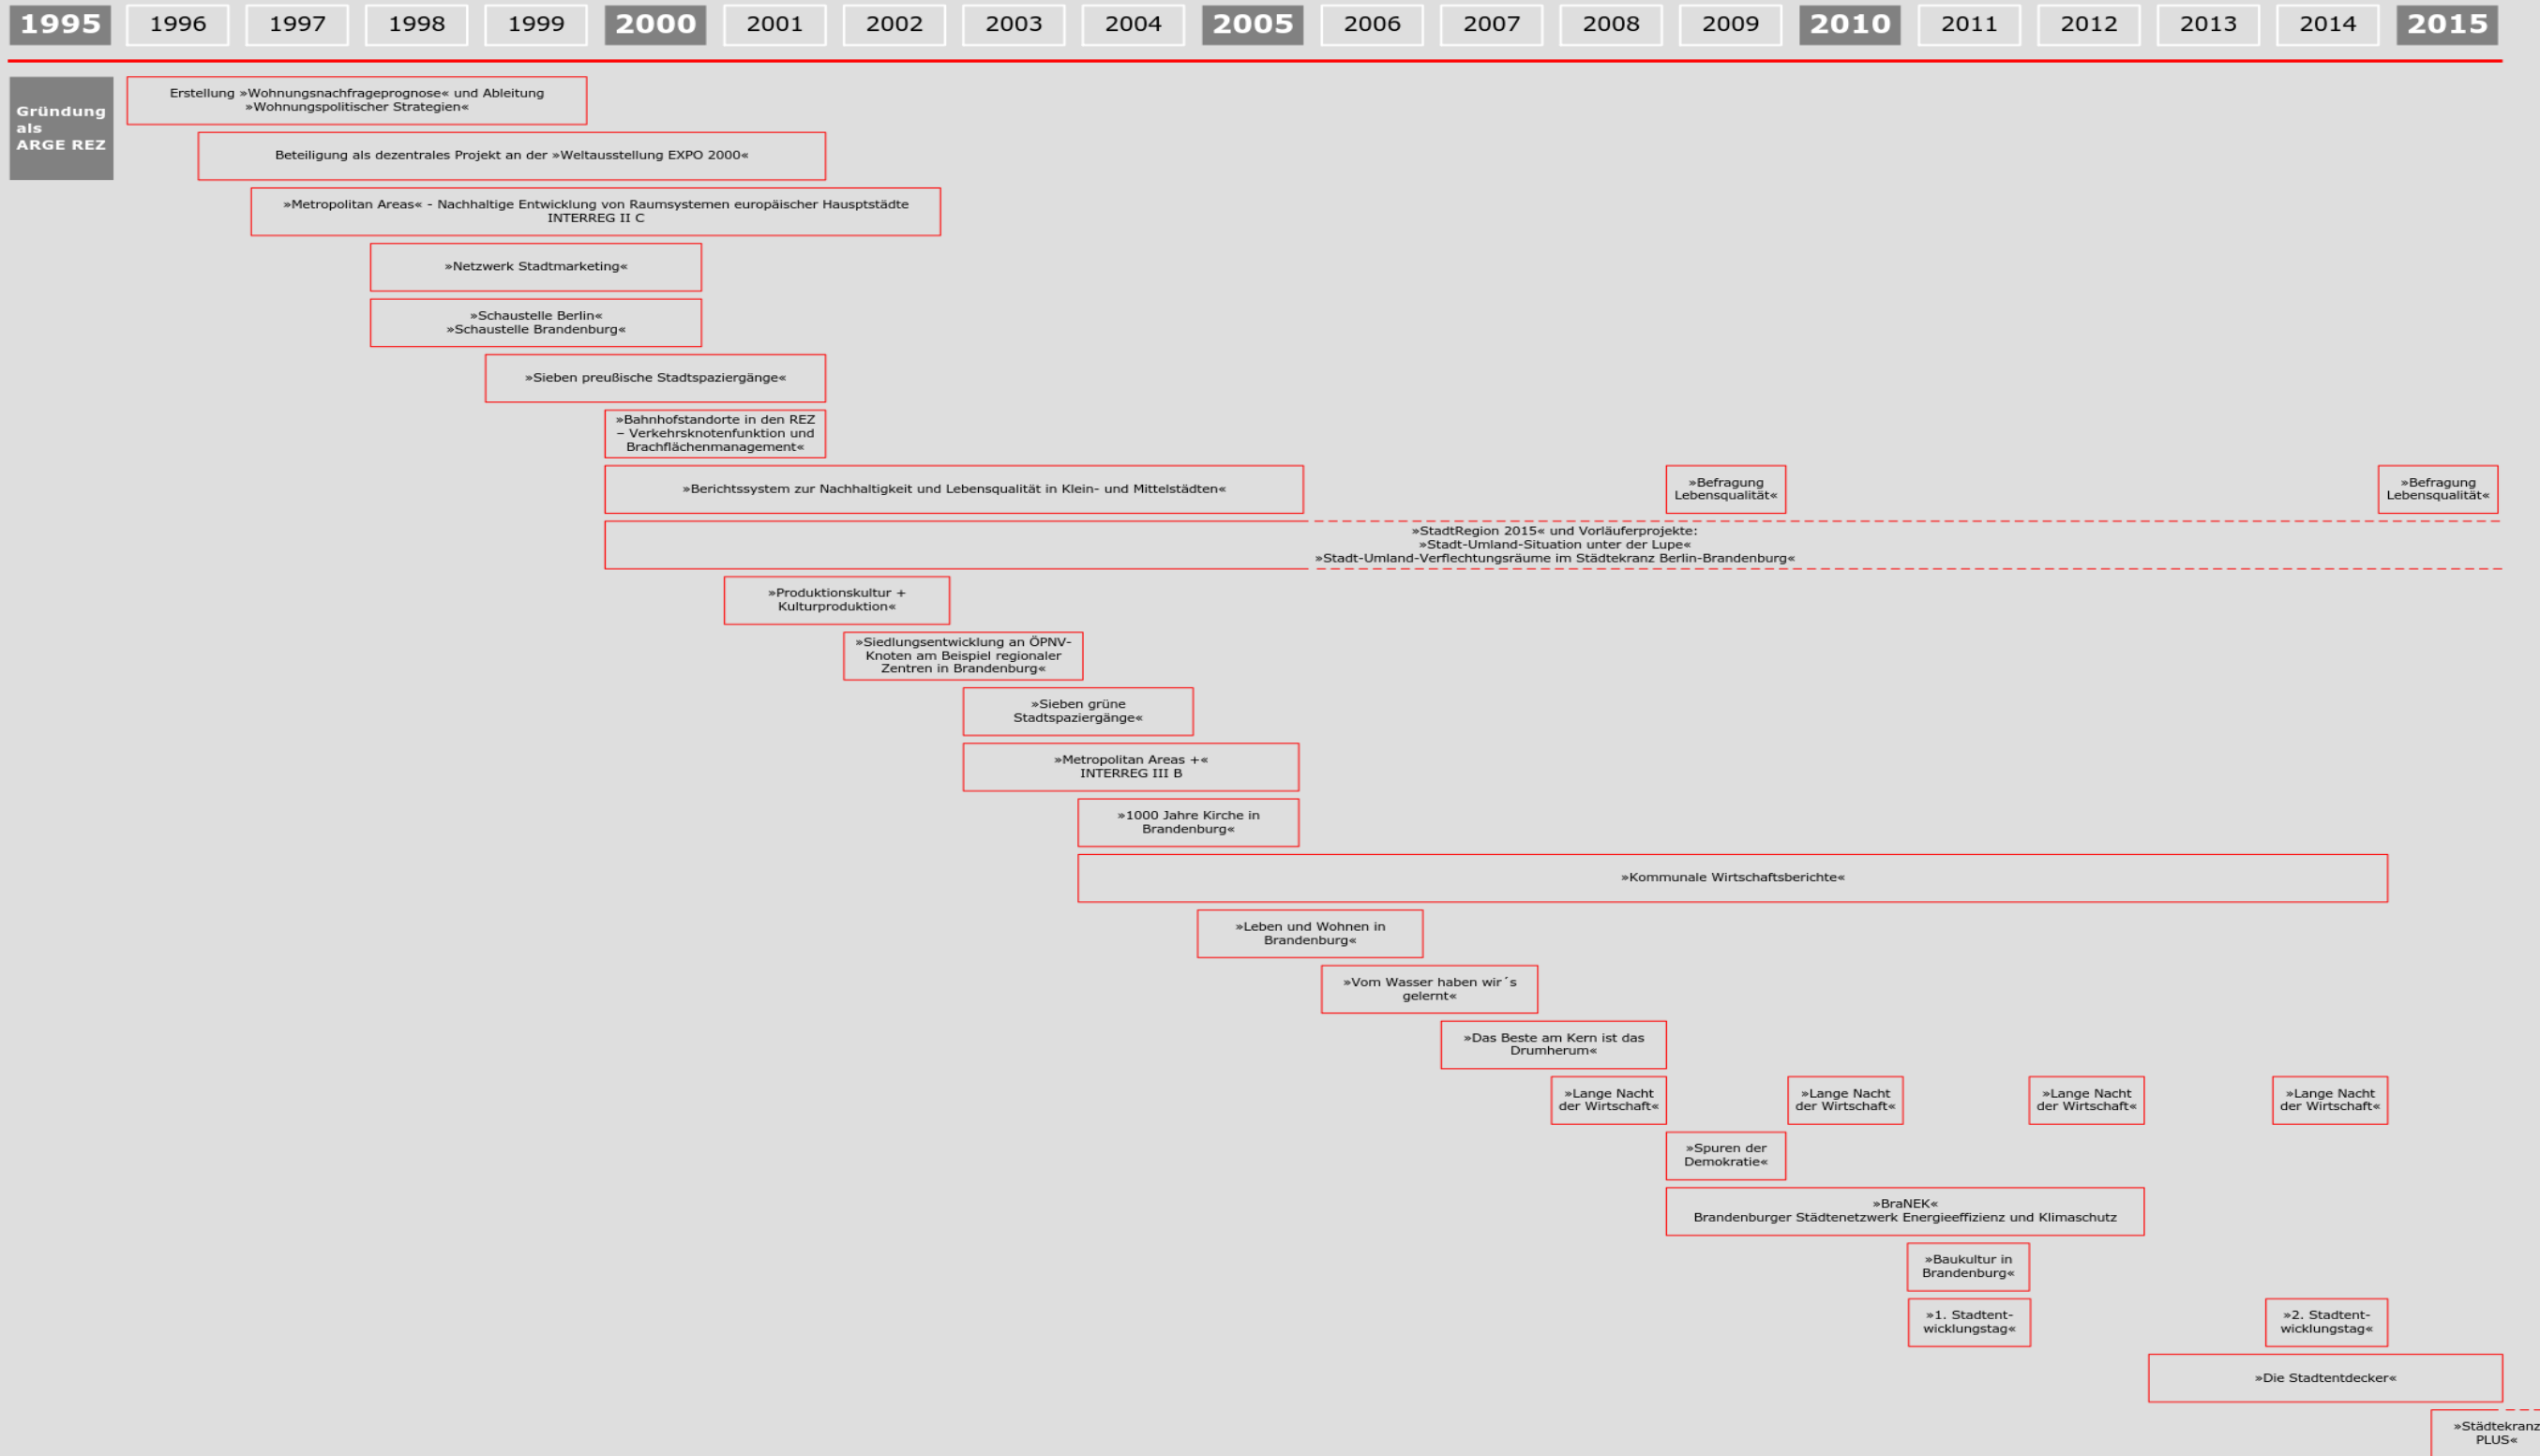 1995 1996 1997 1998 1999 2000 2001 2002 2003 2004 2005 2006 2007 2008 2009 2010 2011 2012 2013 2014 2015
Gründung
als
ARGE REZ
Erstellung »Wohnungsnachfrageprognose« und Ableitung
»Wohnungspolitischer Strategien«
Beteiligung als dezentrales Projekt an der »Weltausstellung EXPO 2000«
»Metropolitan Areas« - Nachhaltige Entwicklung von Raumsystemen europäischer Hausptstädte
INTERREG II C
»Netzwerk Stadtmarketing«
»Schaustelle Berlin«
»Schaustelle Brandenburg«
»Sieben preußische Stadtspaziergänge«
»Bahnhofstandorte in den REZ
– Verkehrsknotenfunktion und
Brachflächenmanagement«
»Berichtssystem zur Nachhaltigkeit und Lebensqualität in Klein- und Mittelstädten«
»Befragung
Lebensqualität«
»Befragung
Lebensqualität«
»StadtRegion 2015« und Vorläuferprojekte:
»Stadt-Umland-Situation unter der Lupe«
»Stadt-Umland-Verflechtungsräume im Städtekranz Berlin-Brandenburg«
»Produktionskultur +
Kulturproduktion«
»Siedlungsentwicklung an ÖPNV-
Knoten am Beispiel regionaler
Zentren in Brandenburg«
»Sieben grüne
Stadtspaziergänge«
»Metropolitan Areas +«
INTERREG III B
»1000 Jahre Kirche in
Brandenburg«
»Kommunale Wirtschaftsberichte«
»Leben und Wohnen in
Brandenburg«
»Vom Wasser haben wir´s
gelernt«
»Das Beste am Kern ist das
Drumherum«
»Lange Nacht
der Wirtschaft«
»Lange Nacht
der Wirtschaft«
»Lange Nacht
der Wirtschaft«
»Lange Nacht
der Wirtschaft«
»Spuren der
Demokratie«
»BraNEK«
Brandenburger Städtenetzwerk Energieeffizienz und Klimaschutz
»Baukultur in
Brandenburg«
»1. Stadtent-
wicklungstag«
»2. Stadtent-
wicklungstag«
»Die Stadtentdecker«
»Städtekranz
PLUS«